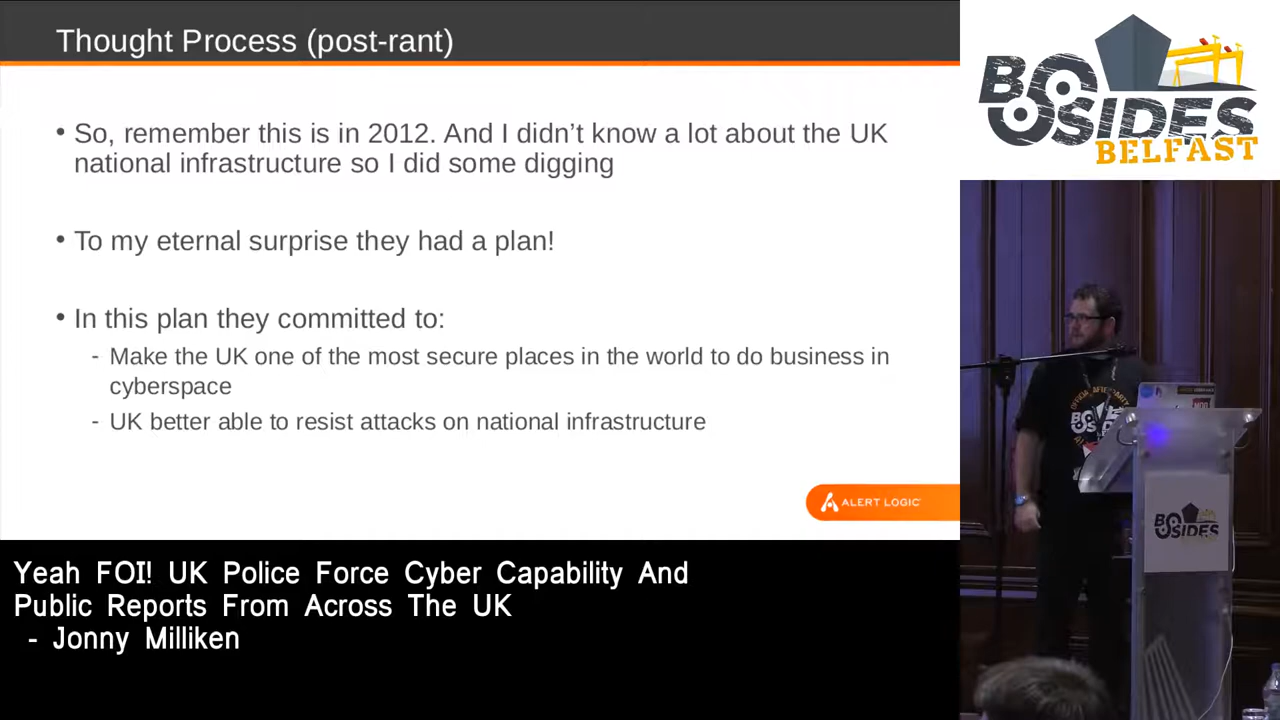 Thought Process (post-rant)
• So, remember this is in 2012. And I didn't know a lot about the UK
national infrastructure so I did some digging
• To my eternal surprise they had a plan!
• In this plan they committed to:
- Make the UK one of the most secure places in the world to do business in
cyberspace
- UK better able to resist attacks on national infrastructure
ALERT LOGIC
BSIDES
BELFAST
BSIDES
BELFAST
Yeah FOI! UK Police Force Cyber Capability And
Public Reports From Across The UK
- Jonny Milliken